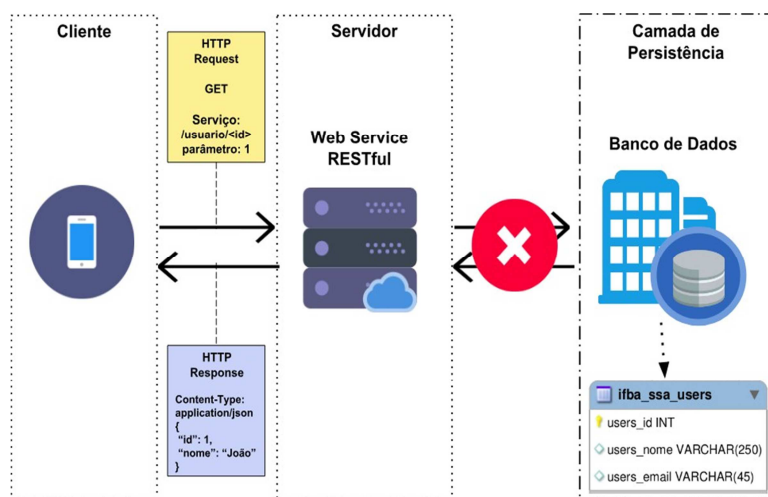 Cliente
HTTP
Request
GET
Serviço:
/usuario/<id>
parâmetro: 1
HTTP
Response
Content-Type:
application/json
{
"id": 1,
"nome": “João”
}
Servidor
Web Service
RESTful
Camada de
Persistência
Banco de Dados
ifba_ssa_users
users_id INT
users_nome VARCHAR(250)
users_email VARCHAR(45)